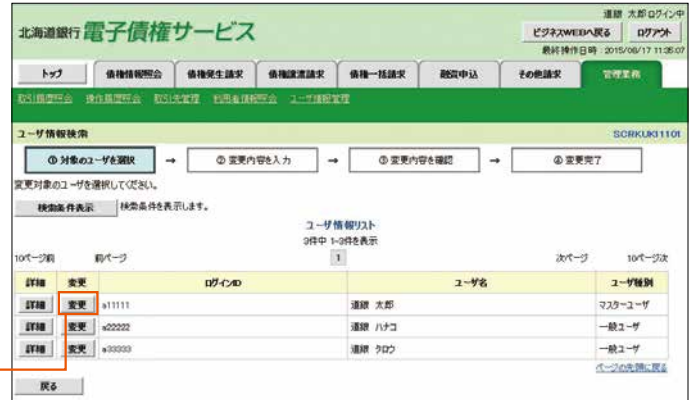 道銀 太郎ログイン中
北海道銀行 電子債権サービス
ビジネスWEBへ戻る ログアウト
最終操作日時：2015/06/17 11:35:07
トップ 債権情報照会 債権発生請求 債権譲渡請求 債権一括請求 融資申込 その他請求 管理業務
取引履歴照会 操作履歴照会 取引先管理 利用者情報照会 ユーザ情報管理
ユーザ情報検索 SCRKUK11101
① 対象のユーザを選択 → ② 変更内容を入力 → ③ 変更内容を確認 → ④ 変更完了
変更対象のユーザを選択してください。
検索条件表示 検索条件を表示します。
ユーザ情報リスト
3件中 1-3件を表示
10ページ前 前ページ 1 次ページ 10ページ次
詳細 変更 ログインID ユーザ名 ユーザ種別
詳細 変更 a11111 道銀 太郎 マスターユーザ
詳細 変更 a22222 道銀 ハナコ 一般ユーザ
詳細 変更 a33333 道銀 クロウ 一般ユーザ
ページの先頭に戻る
戻る